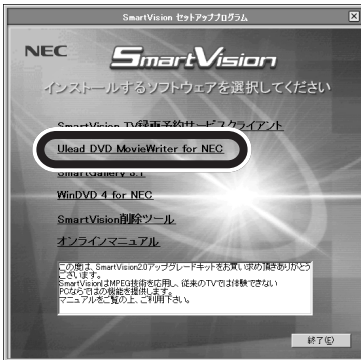 SmartVision セットアッププログラム
NEC
SmartVision
インストールするソフトウェアを選択してください
SmartVision TV録画予約サービスクライアント
Ulead DVD MovieWriter for NEC
SmartGallery 3.1
WinDVD 4 for NEC
SmartVision削除ツール
オンラインマニュアル
この度は、SmartVision2.0アップグレードキットをお買い求め頂きありがとう
ございます。
SmartVisionはMPEG技術を応用し、従来のTVでは体験できない
PCならではの機能を提供します。
マニュアルをご覧の上、ご利用下さい。
終了(E)